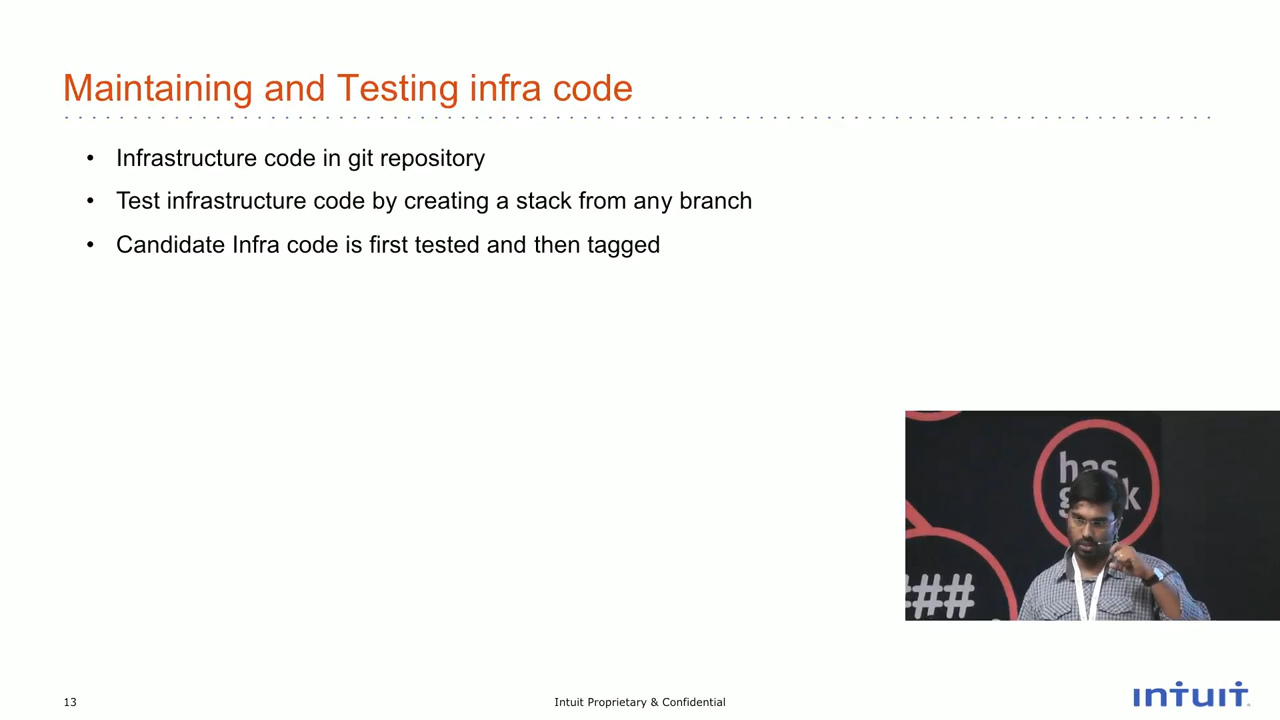 Maintaining and Testing infra code
• Infrastructure code in git repository
• Test infrastructure code by creating a stack from any branch
• Candidate Infra code is first tested and then tagged
has
###
13
Intuit Proprietary & Confidential
intuit